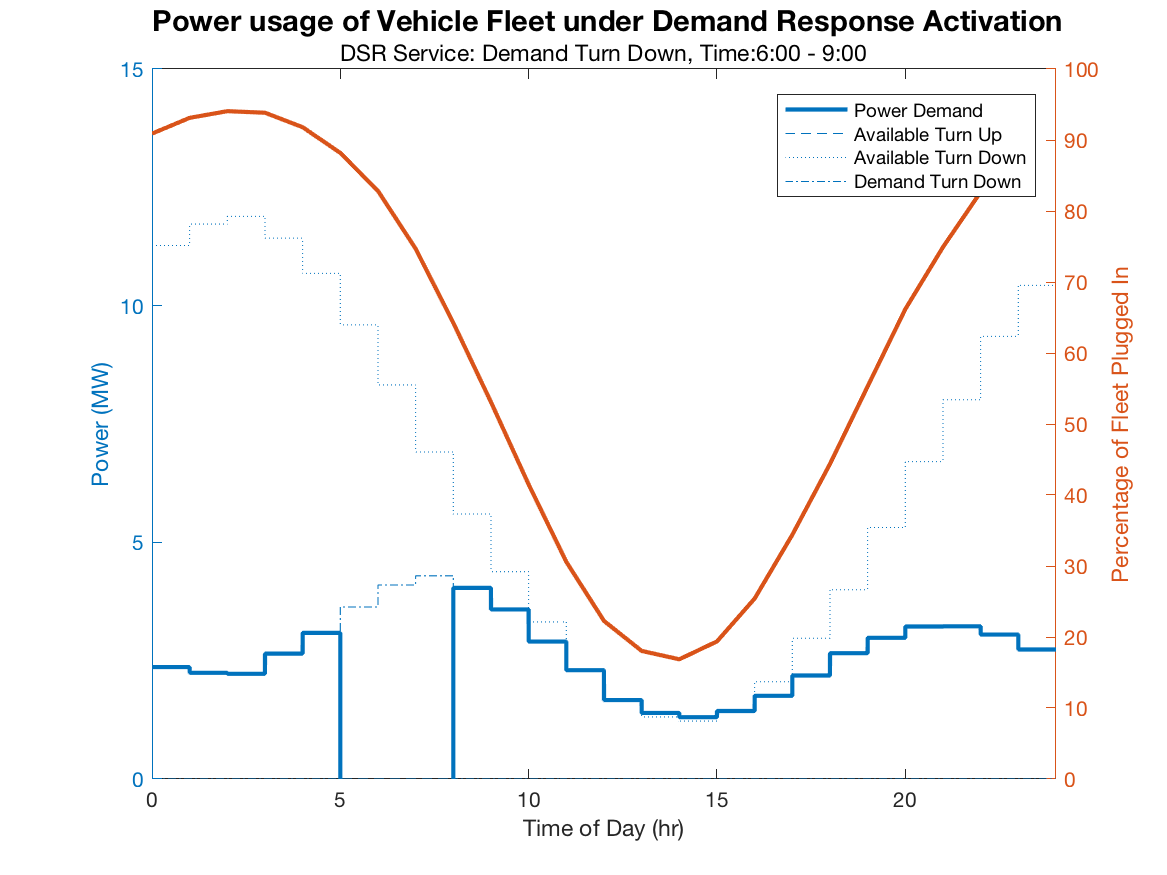 Power usage of Vehicle Fleet under Demand Response Activation
DSR Service: Demand Turn Down, Time:6:00 - 9:00
Power Demand
Available Turn Up
Available Turn Down
Demand Turn Down
15
10
5
0
Power (MW)
100
90
80
70
60
50
40
30
20
10
0
Percentage of Fleet Plugged In
0 5 10 15 20
Time of Day (hr)